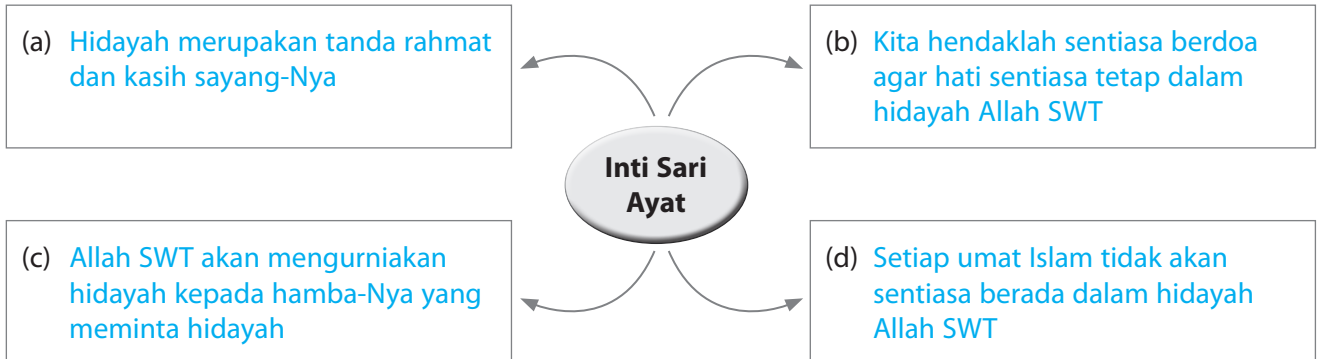 (a) Hidayah merupakan tanda rahmat
dan kasih sayang-Nya
(b) Kita hendaklah sentiasa berdoa
agar hati sentiasa tetap dalam
hidayah Allah SWT
Inti Sari
Ayat
(c) Allah SWT akan mengurniakan
hidayah kepada hamba-Nya yang
meminta hidayah
(d) Setiap umat Islam tidak akan
sentiasa berada dalam hidayah
Allah SWT